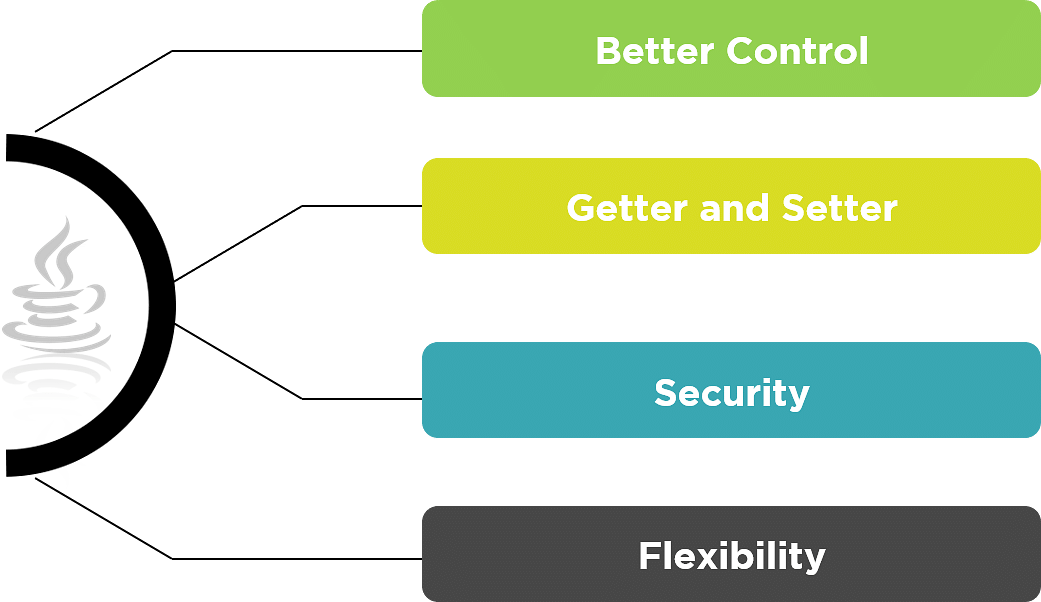 Better Control
Getter and Setter
Security
Flexibility